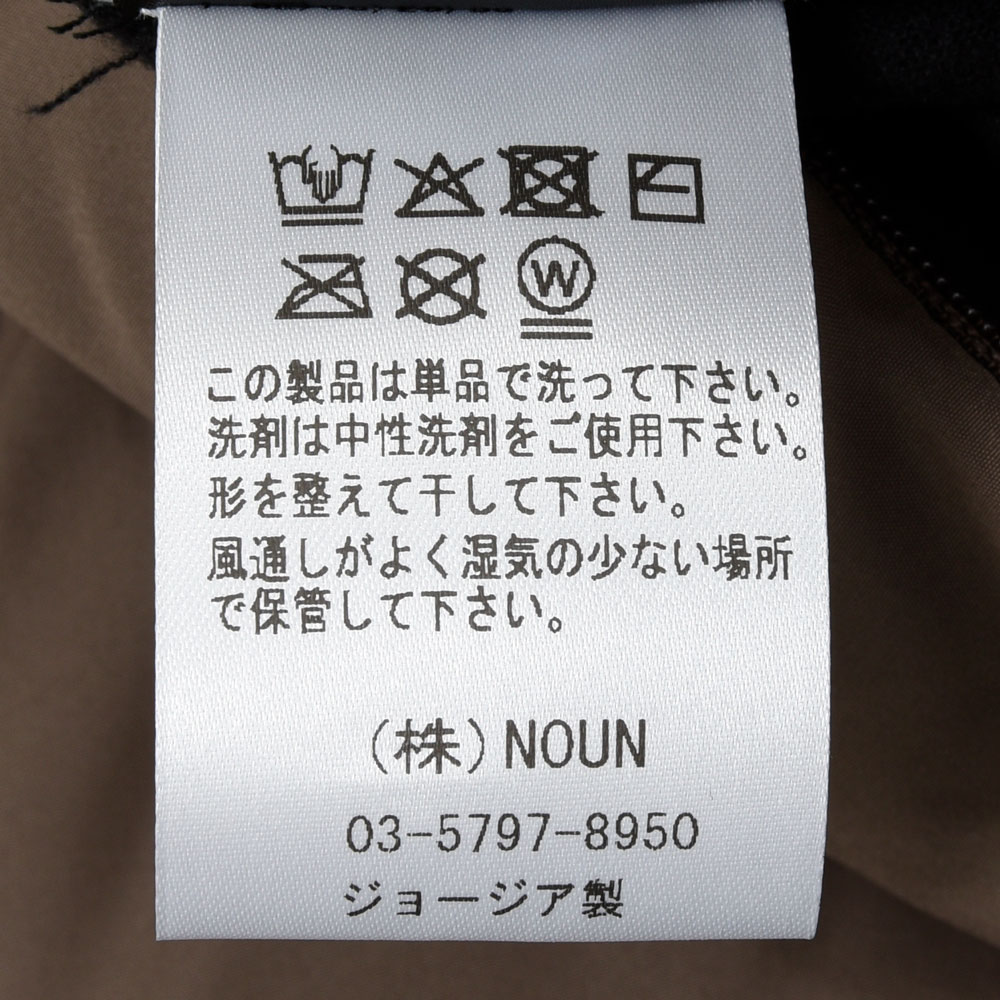 W
この製品は単品で洗って下さい。
洗剤は中性洗剤をご使用下さい。
形を整えて干して下さい。
風通しがよく湿気の少ない場所
で保管して下さい。
(株)NOUN
03-5797-8950
ジョージア製